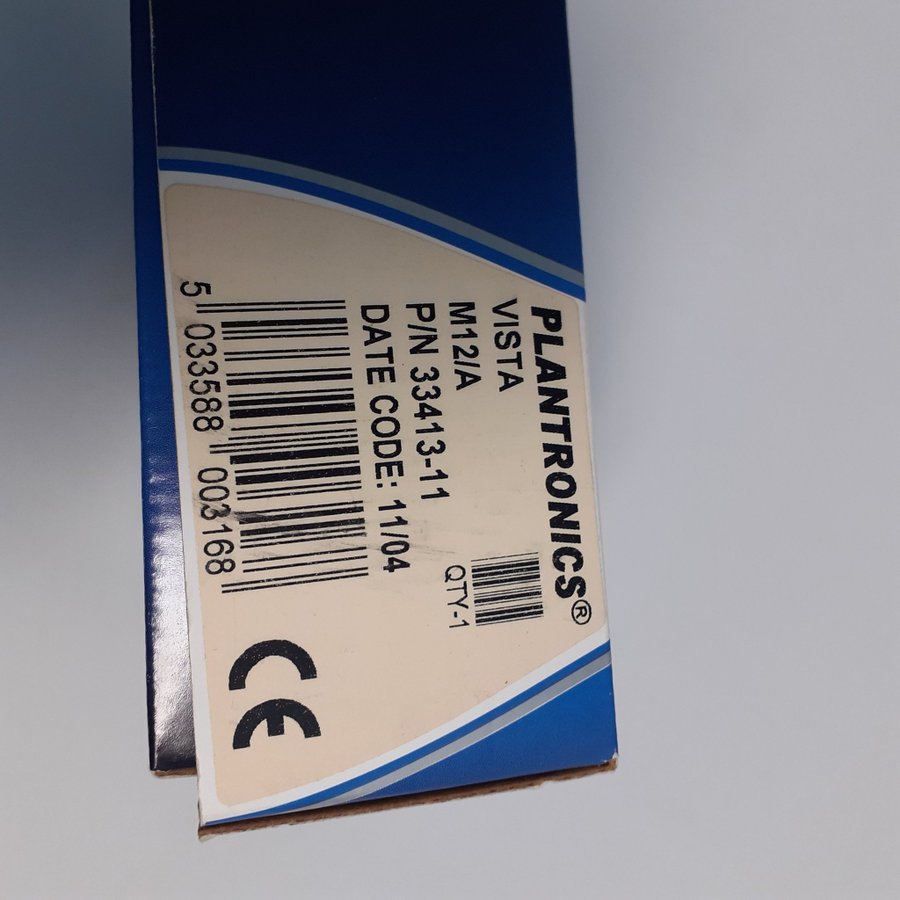 PLANTRONICS®
VISTA
M12/A
P/N 33413-11
DATE CODE: 11/04
QTY-1
5 033588 003168
CE